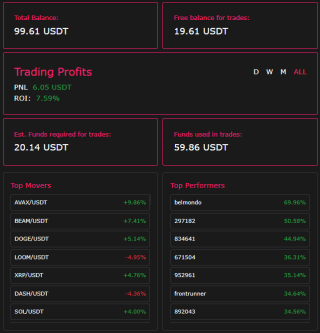 Total Balance:
99.61 USDT
Free balance for trades:
19.61 USDT
Trading Profits
D W M ALL
PNL 6.05 USDT
ROI: 7.59%
Est. Funds required for trades:
20.14 USDT
Funds used in trades:
59.86 USDT
Top Movers
AVAX/USDT +9.86%
BEAM/USDT +7.41%
DOGE/USDT +5.14%
LOOM/USDT -4.95%
XRP/USDT +4.76%
DASH/USDT -4.36%
SOL/USDT +4.00%
Top Performers
belmondo 69.96%
297182 50.58%
834641 44.94%
671504 36.31%
952961 35.14%
frontrunner 34.64%
892043 34.56%